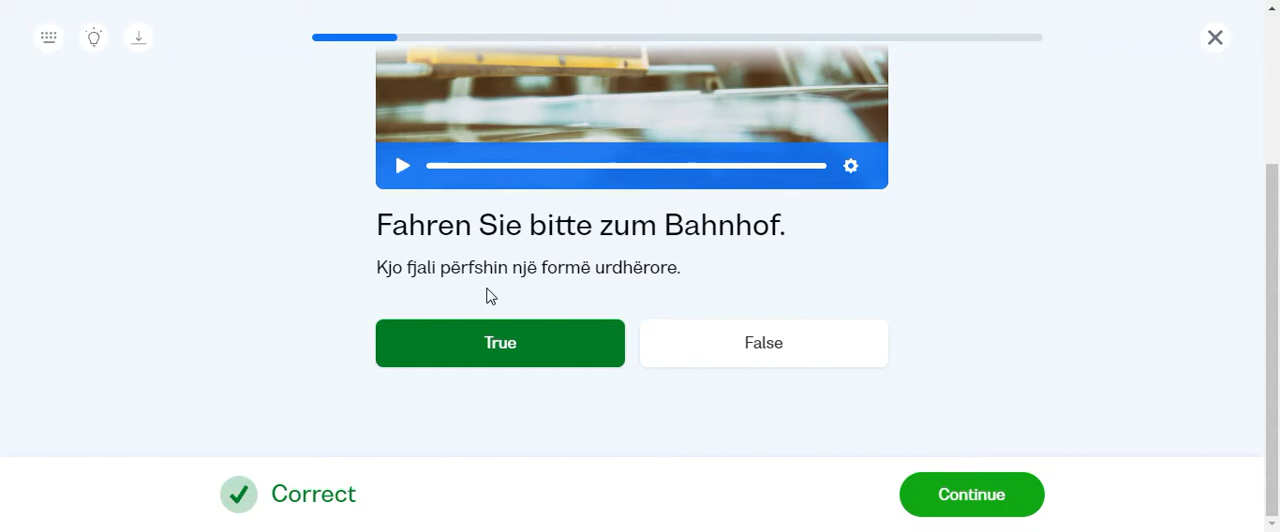 Fahren Sie bitte zum Bahnhof.
Kjo fjali përfshin një formë urdhërore.
True
False
Correct
Continue